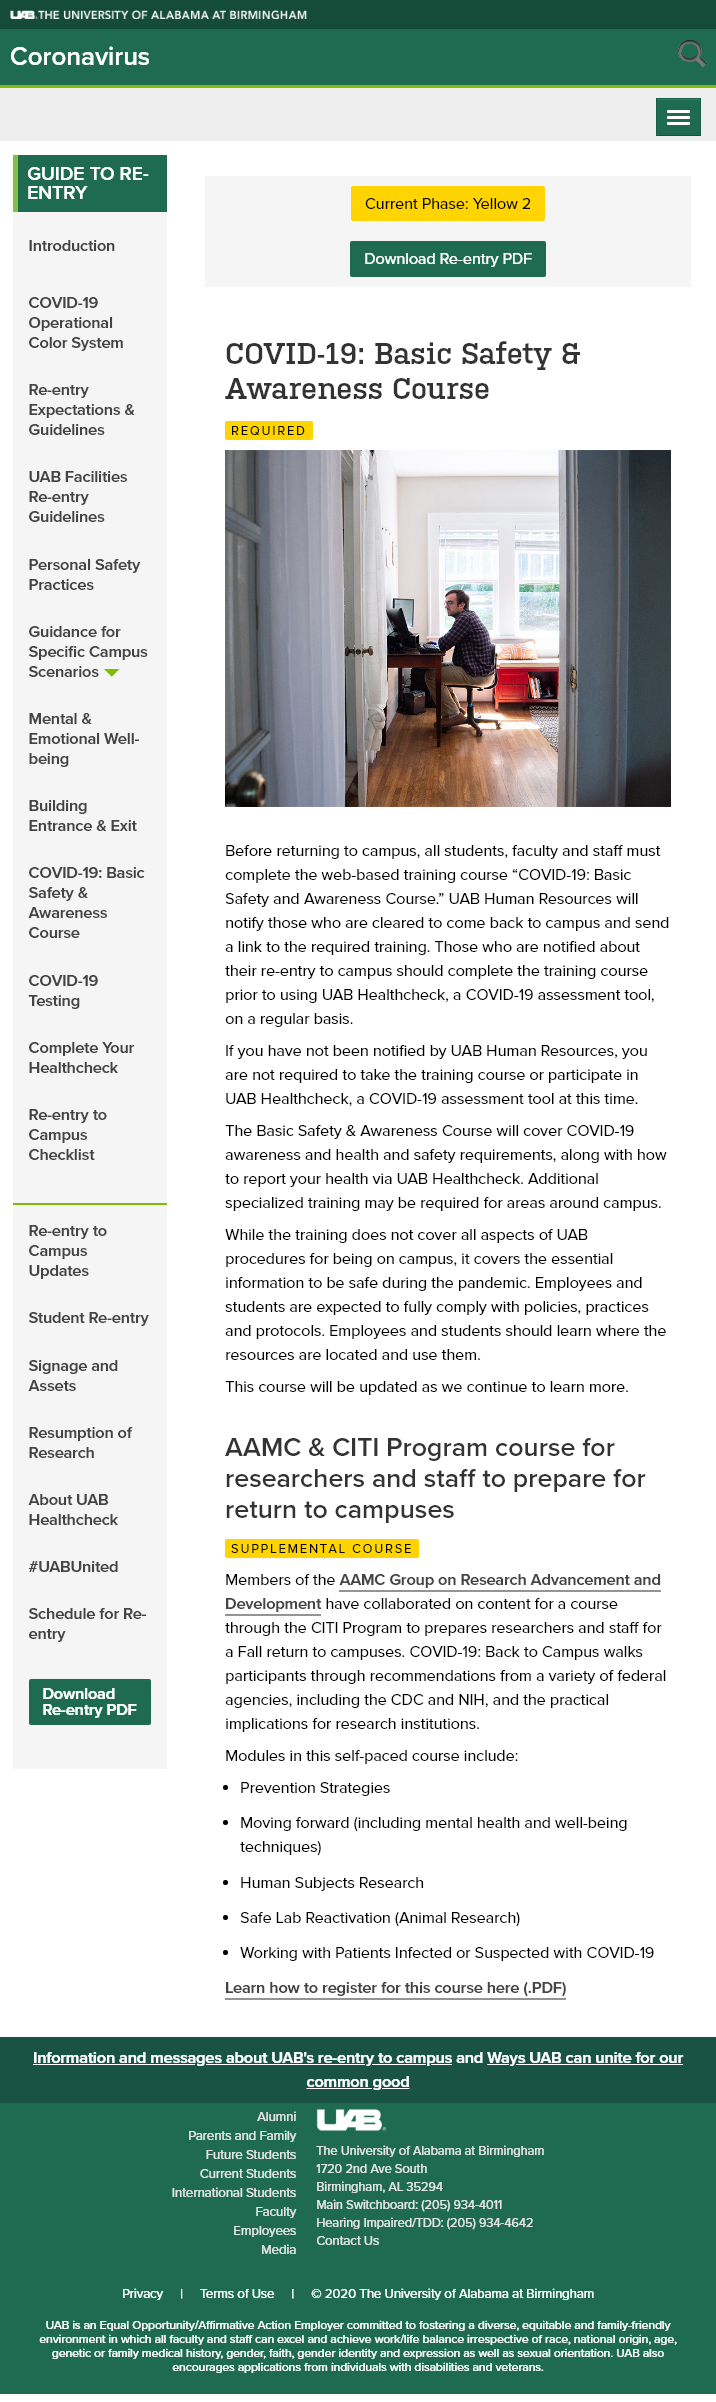 UAB THE UNIVERSITY OF ALABAMA AT BIRMINGHAM
Coronavirus
GUIDE TO RE-
ENTRY
Introduction
COVID-19
Operational
Color System
Re-entry
Expectations &
Guidelines
UAB Facilities
Re-entry
Guidelines
Personal Safety
Practices
Guidance for
Specific Campus
Scenarios
Mental &
Emotional Well-
being
Building
Entrance & Exit
COVID-19: Basic
Safety &
Awareness
Course
COVID-19
Testing
Complete Your
Healthcheck
Re-entry to
Campus
Checklist
Re-entry to
Campus
Updates
Student Re-entry
Signage and
Assets
Resumption of
Research
About UAB
Healthcheck
#UABUnited
Schedule for Re-
entry
Download
Re-entry PDF
Current Phase: Yellow 2
Download Re-entry PDF
COVID-19: Basic Safety &
Awareness Course
REQUIRED
Before returning to campus, all students, faculty and staff must
complete the web-based training course “COVID-19: Basic
Safety and Awareness Course.” UAB Human Resources will
notify those who are cleared to come back to campus and send
a link to the required training. Those who are notified about
their re-entry to campus should complete the training course
prior to using UAB Healthcheck, a COVID-19 assessment tool,
on a regular basis.
If you have not been notified by UAB Human Resources, you
are not required to take the training course or participate in
UAB Healthcheck, a COVID-19 assessment tool at this time.
The Basic Safety & Awareness Course will cover COVID-19
awareness and health and safety requirements, along with how
to report your health via UAB Healthcheck. Additional
specialized training may be required for areas around campus.
While the training does not cover all aspects of UAB
procedures for being on campus, it covers the essential
information to be safe during the pandemic. Employees and
students are expected to fully comply with policies, practices
and protocols. Employees and students should learn where the
resources are located and use them.
This course will be updated as we continue to learn more.
AAMC & CITI Program course for
researchers and staff to prepare for
return to campuses
SUPPLEMENTAL COURSE
Members of the AAMC Group on Research Advancement and
Development have collaborated on content for a course
through the CITI Program to prepares researchers and staff for
a Fall return to campuses. COVID-19: Back to Campus walks
participants through recommendations from a variety of federal
agencies, including the CDC and NIH, and the practical
implications for research institutions.
Modules in this self-paced course include:
• Prevention Strategies
• Moving forward (including mental health and well-being
techniques)
• Human Subjects Research
• Safe Lab Reactivation (Animal Research)
• Working with Patients Infected or Suspected with COVID-19
Learn how to register for this course here (.PDF)
Information and messages about UAB's re-entry to campus and Ways UAB can unite for our
common good
Alumni
Parents and Family
Future Students
Current Students
International Students
Faculty
Employees
Media
UAB
The University of Alabama at Birmingham
1720 2nd Ave South
Birmingham, AL 35294
Main Switchboard: (205) 934-4011
Hearing Impaired/TDD: (205) 934-4642
Contact Us
Privacy | Terms of Use | © 2020 The University of Alabama at Birmingham
UAB is an Equal Opportunity/Affirmative Action Employer committed to fostering a diverse, equitable and family-friendly
environment in which all faculty and staff can excel and achieve work/life balance irrespective of race, national origin, age,
genetic or family medical history, gender, faith, gender identity and expression as well as sexual orientation. UAB also
encourages applications from individuals with disabilities and veterans.